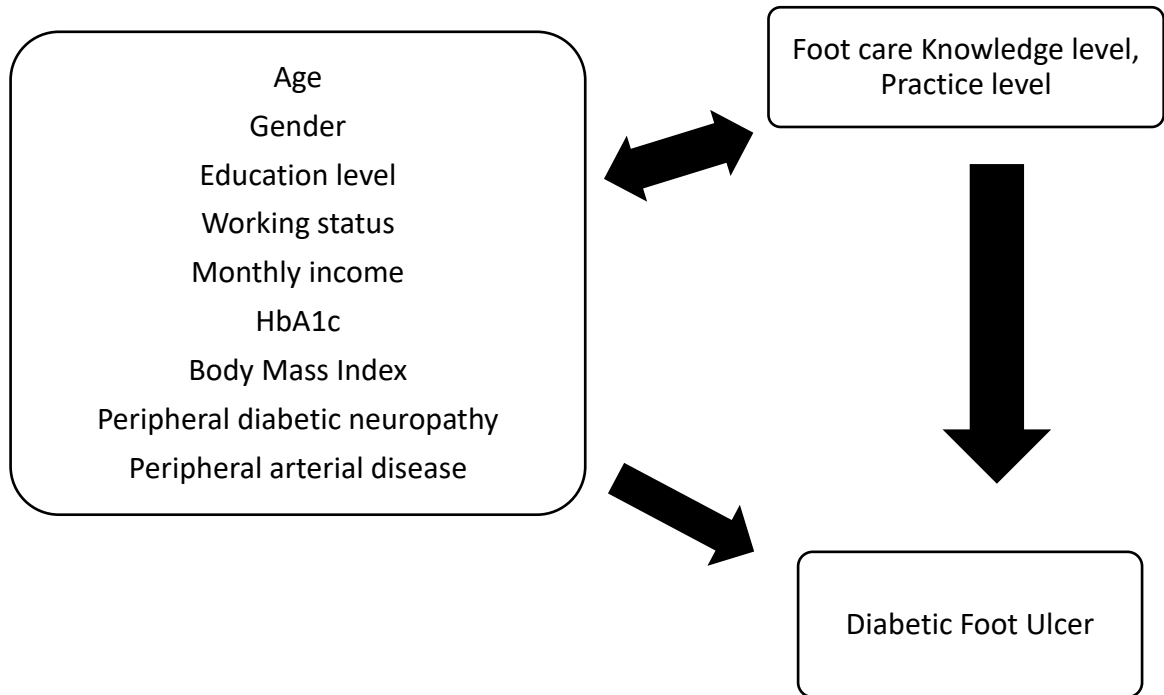 Age
Gender
Education level
Working status
Monthly income
HbA1c
Body Mass Index
Peripheral diabetic neuropathy
Peripheral arterial disease
Foot care Knowledge level,
Practice level
Diabetic Foot Ulcer